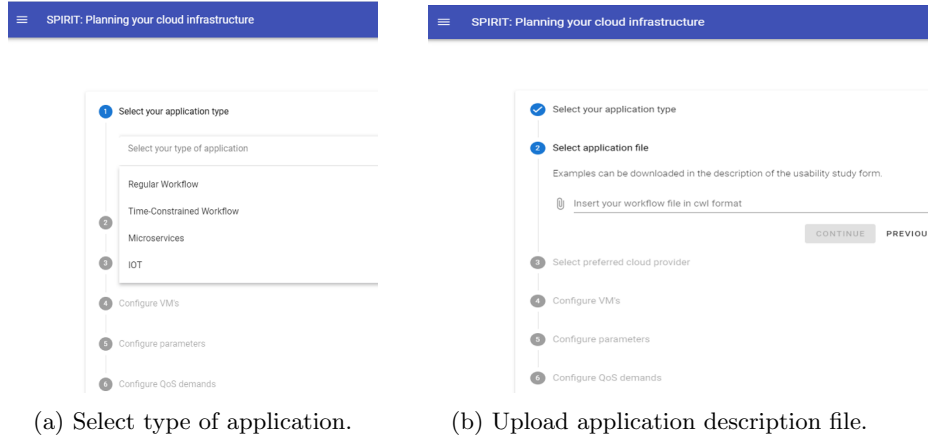 SPIRIT: Planning your cloud infrastructure
1 Select your application type
Select your type of application
Regular Workflow
Time-Constrained Workflow
2
Microservices
3
IOT
4 Configure VM's
5 Configure parameters
6 Configure QoS demands
(a) Select type of application.
SPIRIT: Planning your cloud infrastructure
Select your application type
2 Select application file
Examples can be downloaded in the description of the usability study form.
Insert your workflow file in cwl format
CONTINUE PREVIOU
3 Select preferred cloud provider
4 Configure VM's
5 Configure parameters
6 Configure QoS demands
(b) Upload application description file.